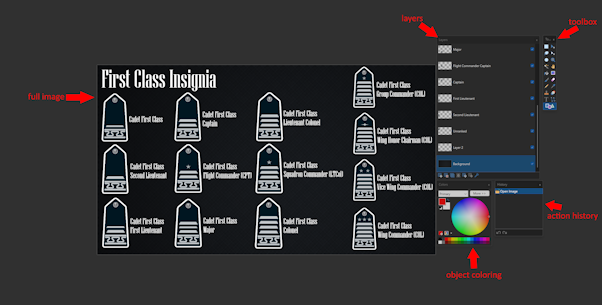 layers
toolbox
full image
First Class Insignia
Cadet First Class
Cadet First Class
Captain
Cadet First Class
Lieutenant Colonel
Cadet First Class
Group Commander (COL)
Cadet First Class
Wing Honor Chairman (COL)
Cadet First Class
Second Lieutenant
Cadet First Class
Flight Commander (CPT)
Cadet First Class
Squadron Commander (LTCol)
Cadet First Class
Vice Wing Commander (COL)
Cadet First Class
First Lieutenant
Cadet First Class
Major
Cadet First Class
Colonel
Cadet First Class
Wing Commander (COL)
Layers
Major
Flight Commander Captain
Captain
First Lieutenant
Second Lieutenant
Layer 2
Background
Colors
History
Open Image
action history
object coloring